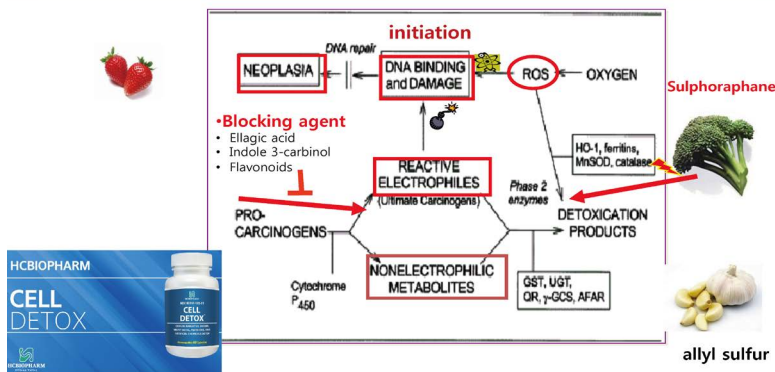 initiation
DNA repair
NEOPLASIA
DNA BINDING
and DAMAGE
ROS
OXYGEN
Sulphoraphane
•Blocking agent
• Ellagic acid
• Indole 3-carbinol
• Flavonoids
HO-1, ferritins,
MnSOD, catalase
REACTIVE
ELECTROPHILES
(Ultimate Carcinogens)
Phase 2
enzymes
PRO-
CARCINOGENS
DETOXICATION
PRODUCTS
NONELECTROPHILIC
METABOLITES
Cytochrome
P450
GST, UGT,
QR, γ-GCS, AFAR
HCBIOPHARM
CELL
DETOX
CELL
DETOX
HCBIOPHARM
allyl sulfur